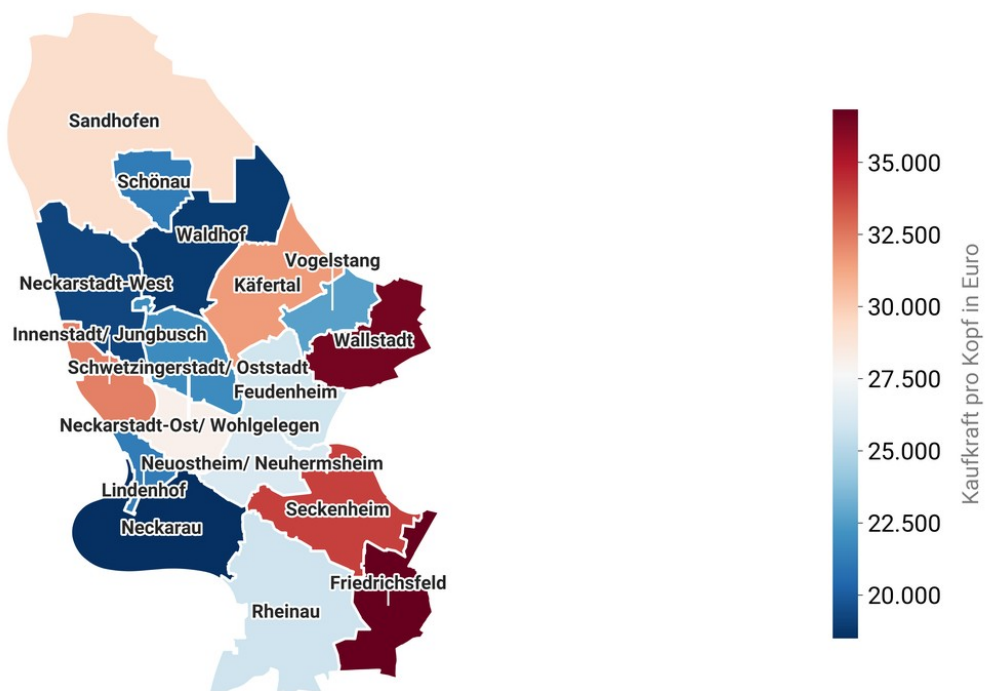 Sandhofen
Schönau
Waldhof
Vogelstang
Neckarstadt-West
Käfertal
Innenstadt/ Jungbusch
Wallstadt
Schwetzingerstadt/ Oststadt
Feudenheim
Neckarstadt-Ost/ Wohlgelegen
Neuostheim/ Neuhermsheim
Lindenhof
Seckenheim
Neckarau
Friedrichsfeld
Rheinau
35.000
32.500
30.000
27.500
25.000
22.500
20.000
Kaufkraft pro Kopf in Euro